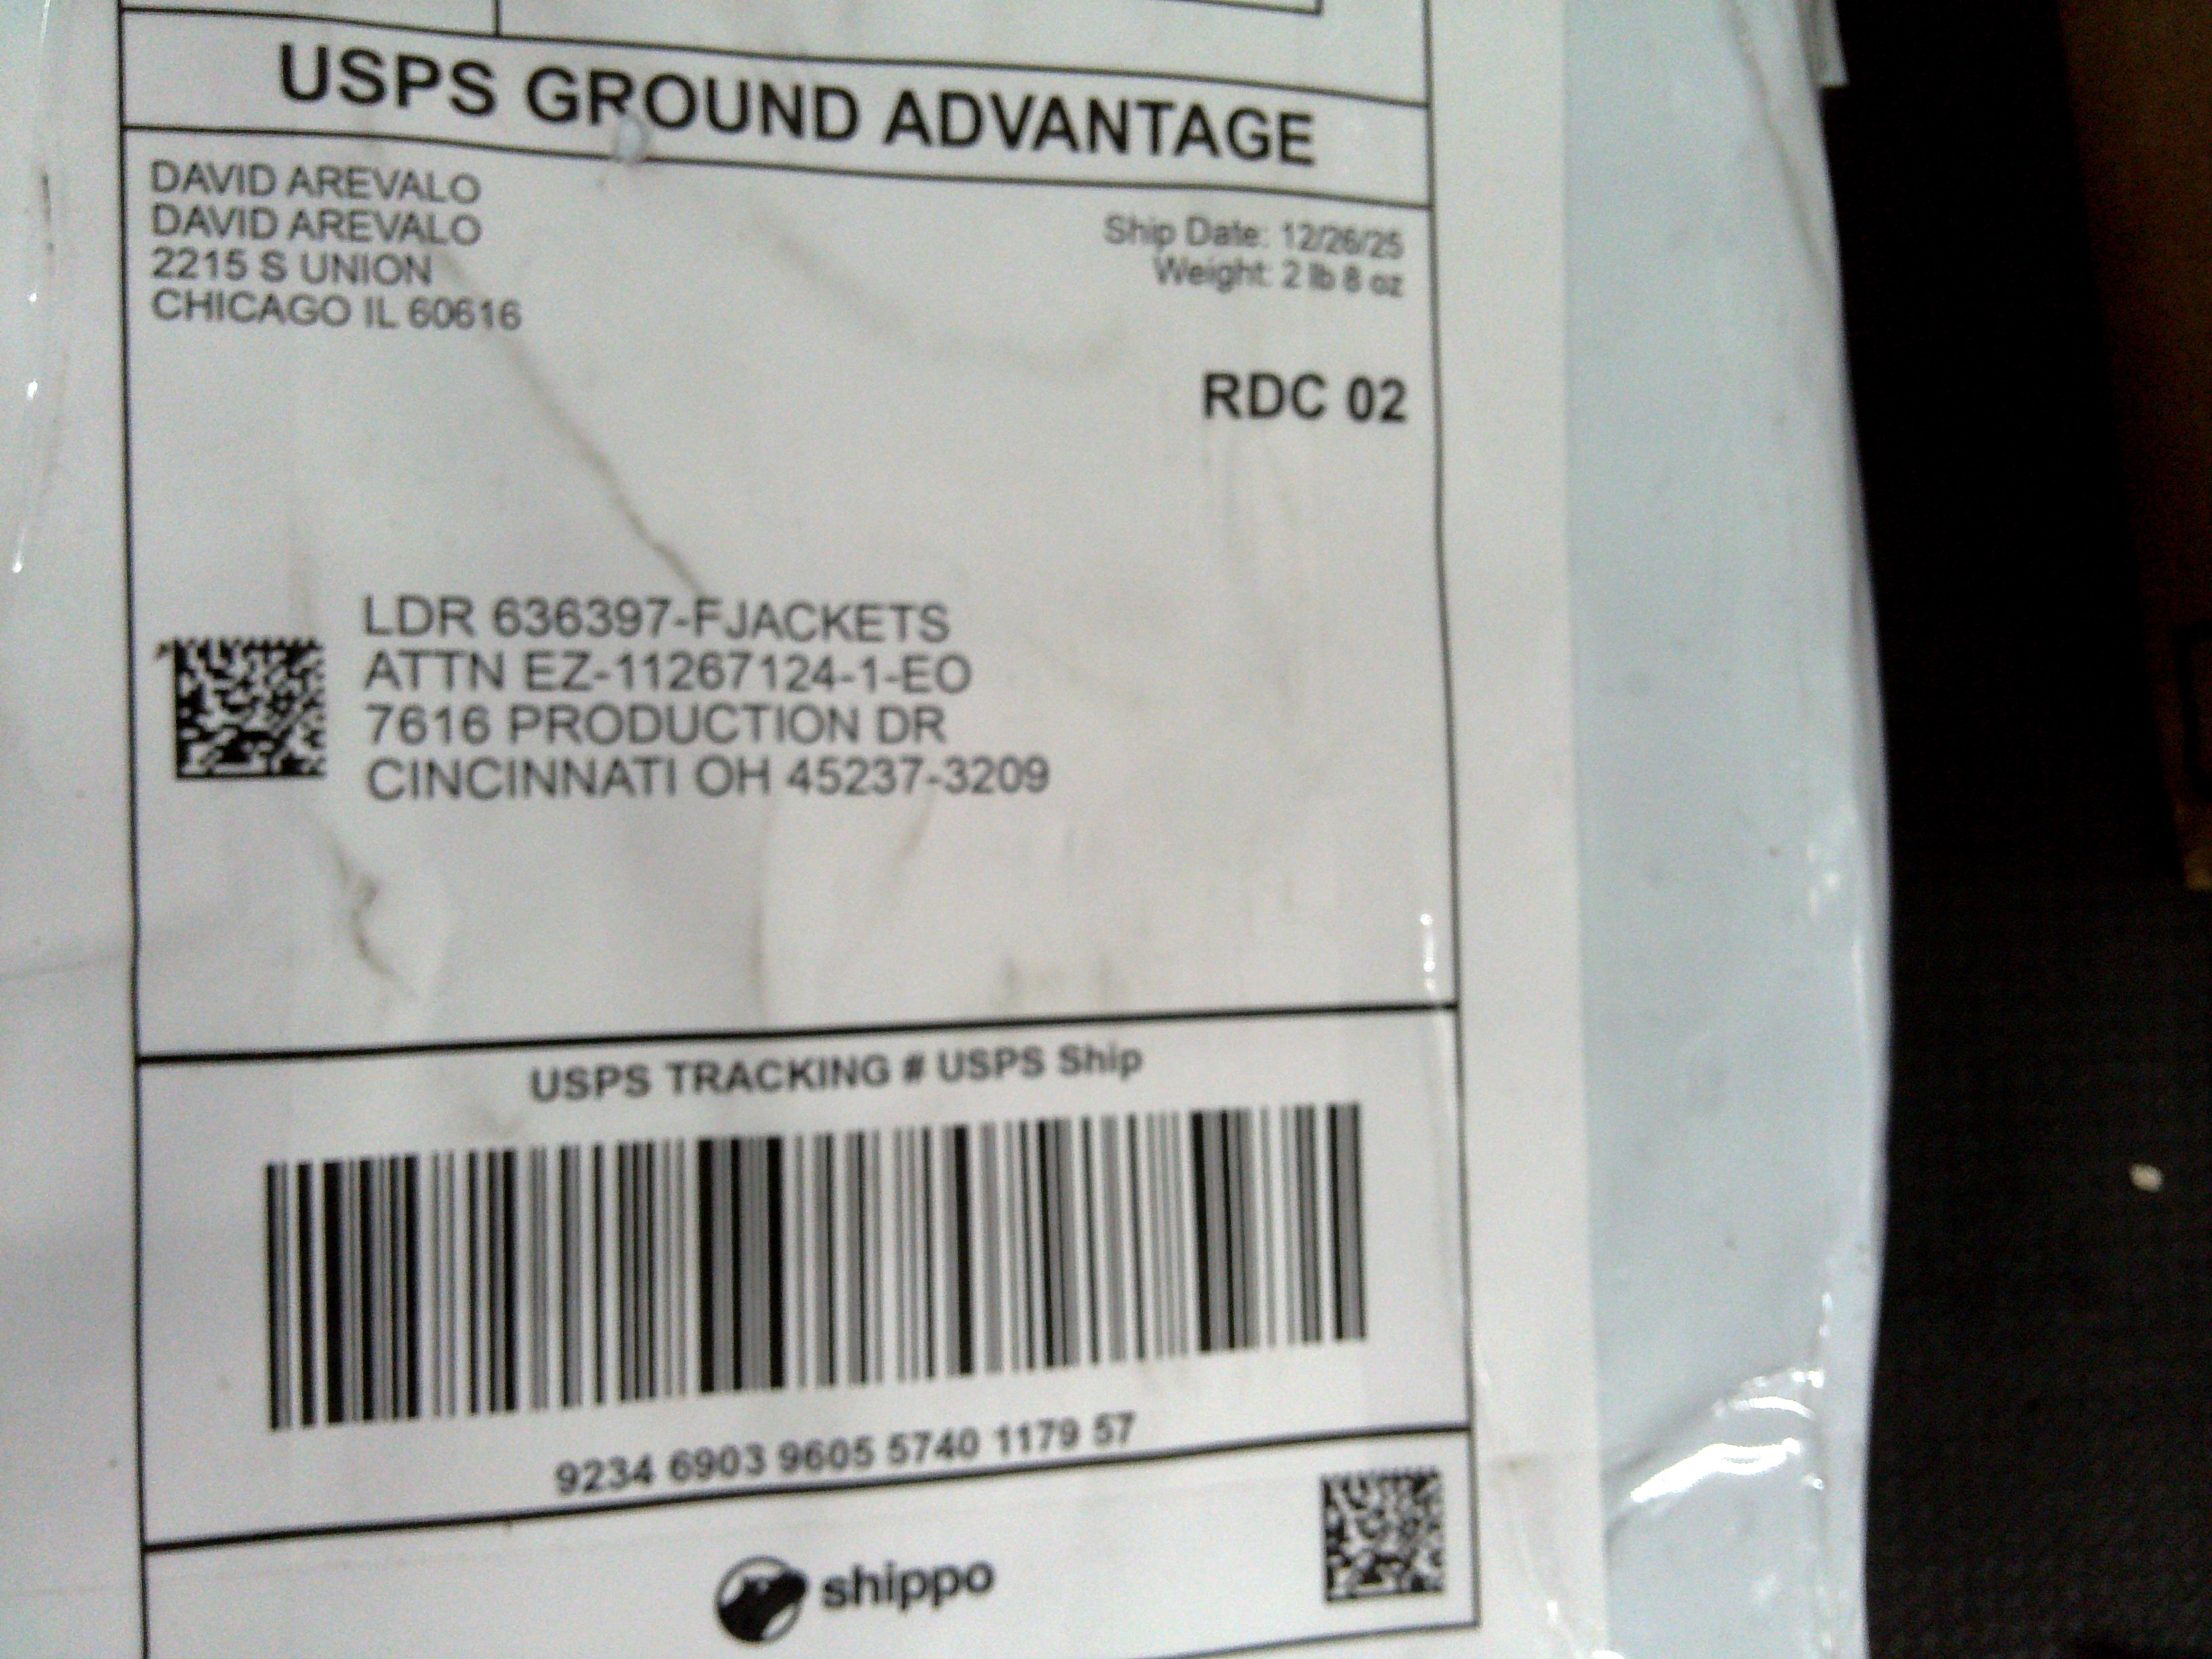 USPS GROUND ADVANTAGE
DAVID AREVALO
DAVID AREVALO
2215 S UNION
CHICAGO IL 60616
Ship Date: 12/26/25
Weight: 2 lb 8 oz
RDC 02
LDR 636397-FJACKETS
ATTN EZ-11267124-1-EO
7616 PRODUCTION DR
CINCINNATI OH 45237-3209
USPS TRACKING # USPS Ship
9234 6903 9605 5740 1179 57
shippo